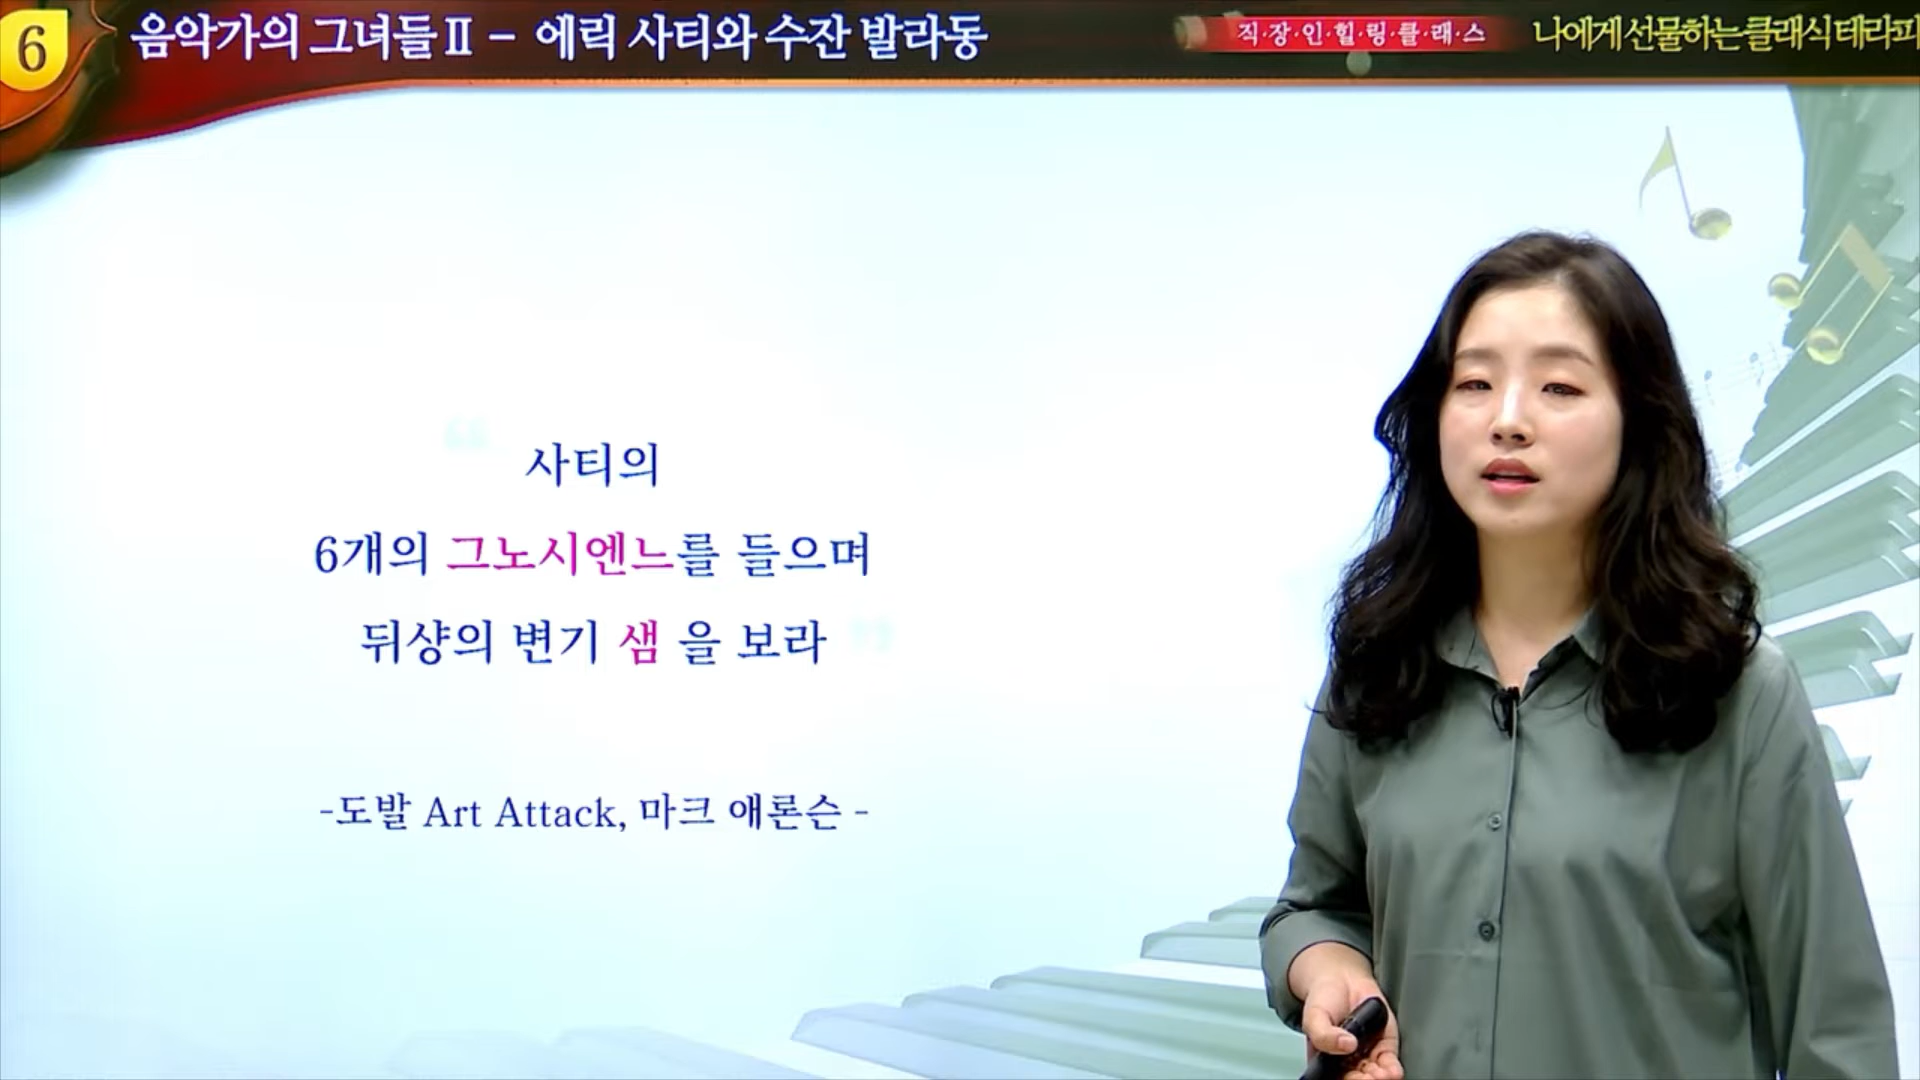 6
음악가의 그녀들 Ⅱ - 에릭 사티와 수잔 발라동
직·장·인·힐·링·클·래·스
나에게 선물하는 클래식 테라피
“ 사티의
6개의 그노시엔느를 들으며
뒤샹의 변기 샘 을 보라 ”
-도발 Art Attack, 마크 애론슨 -